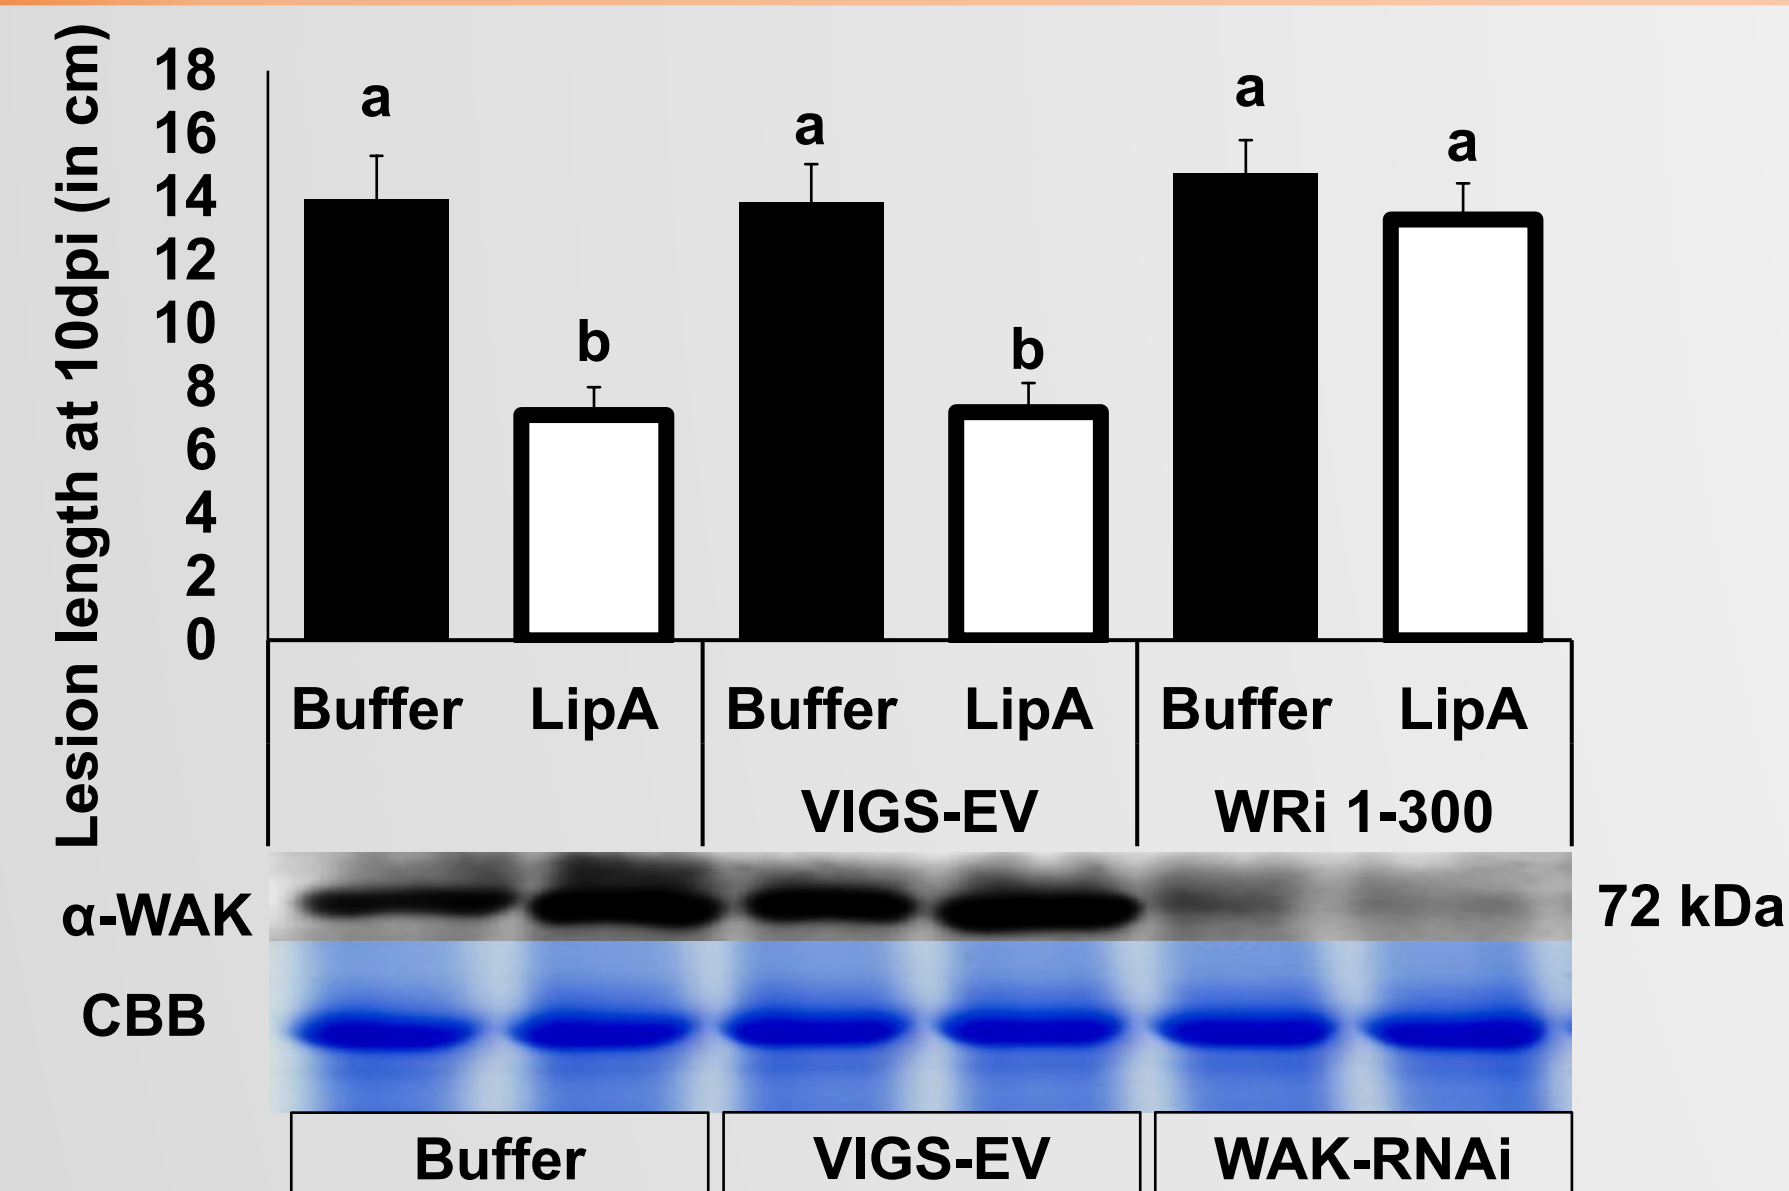 Lesion length at 10dpi (in cm)
18
16
14
12
10
8
6
4
2
0
a
b
a
b
a
a
Buffer LipA Buffer LipA Buffer LipA
VIGS-EV WRi 1-300
α-WAK 72 kDa
CBB
Buffer VIGS-EV WAK-RNAi